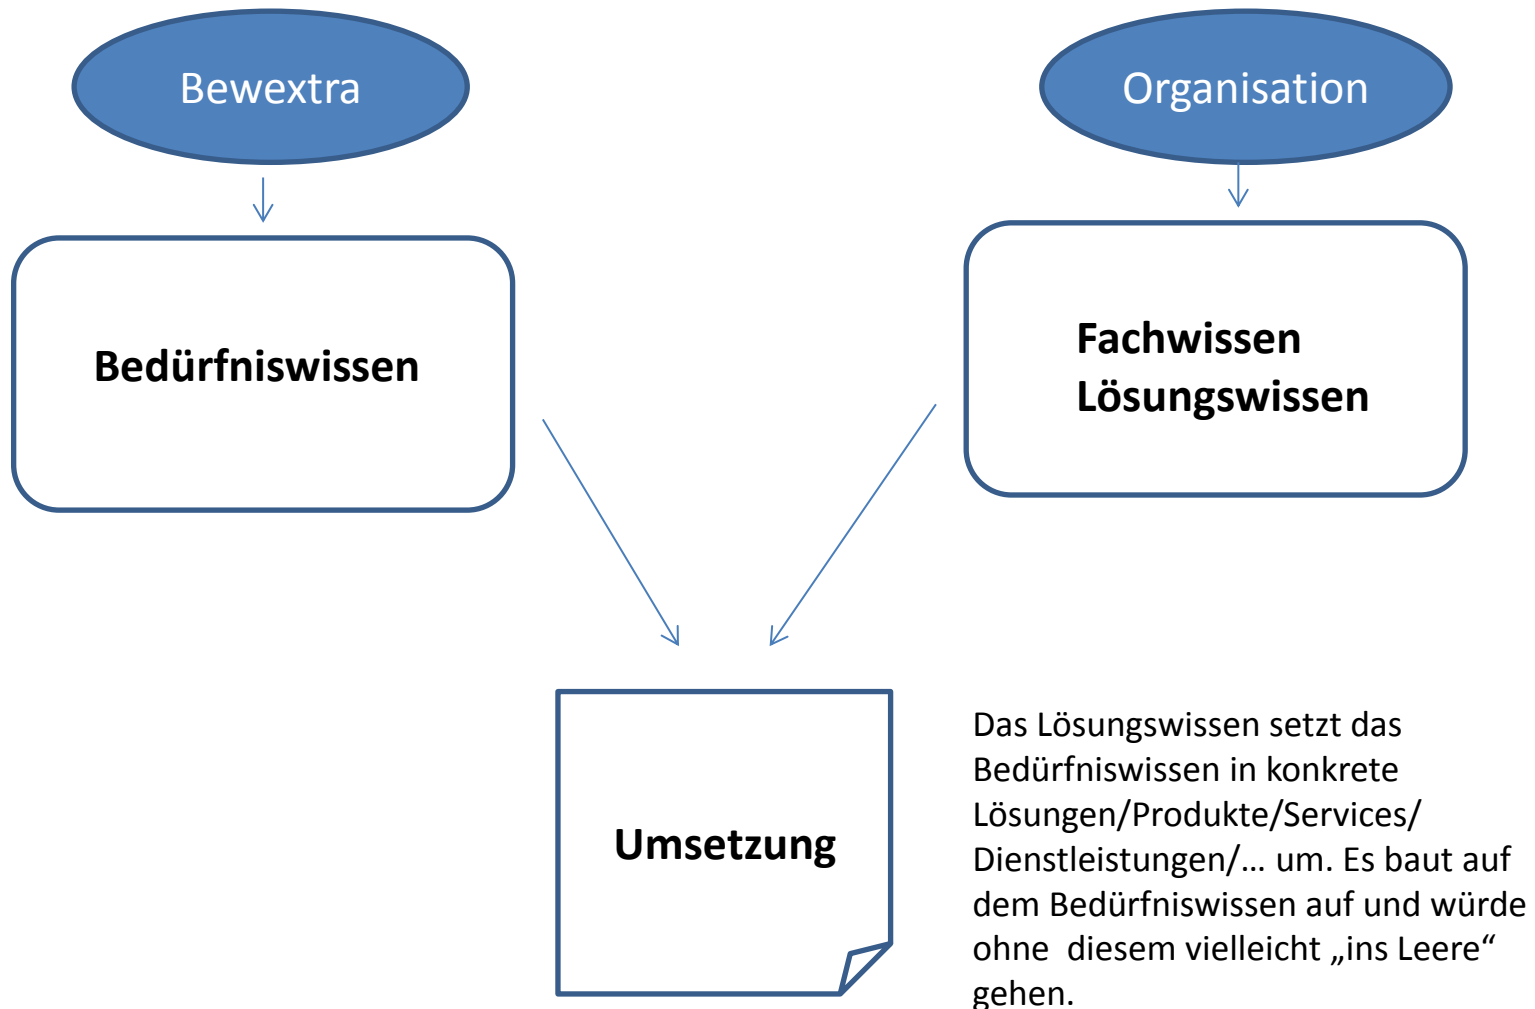 Bewextra
Organisation
Bedürfniswissen
Fachwissen
Lösungswissen
Umsetzung
Das Lösungswissen setzt das
Bedürfniswissen in konkrete
Lösungen/Produkte/Services/
Dienstleistungen/… um. Es baut auf
dem Bedürfniswissen auf und würde
ohne  diesem vielleicht „ins Leere“
gehen.